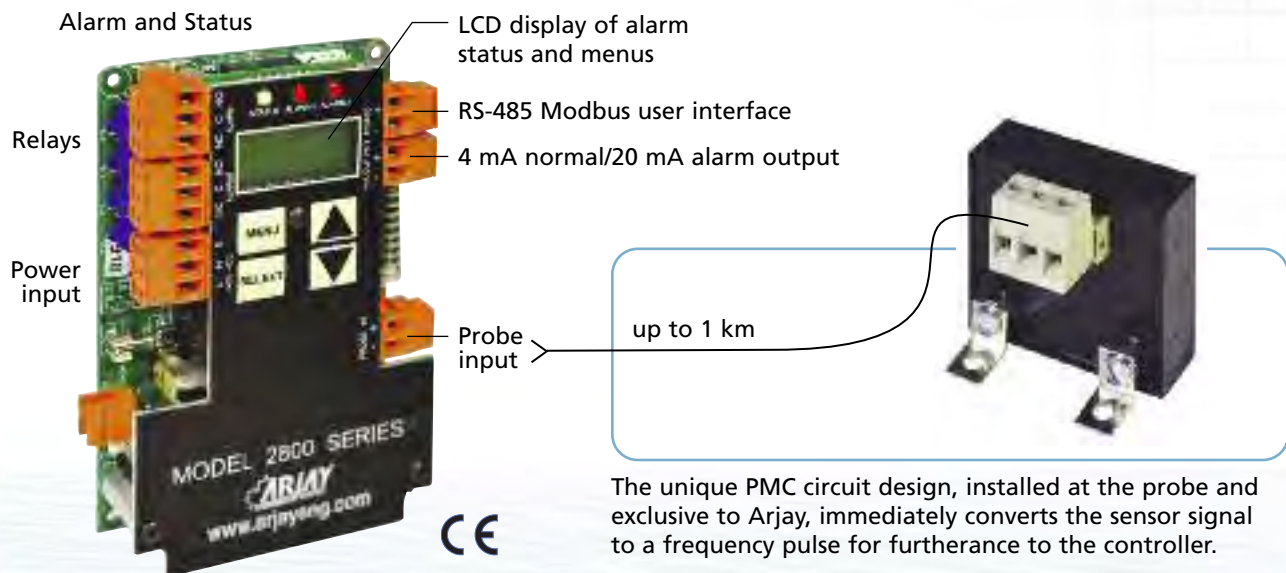 Alarm and Status
LCD display of alarm
status and menus
RS-485 Modbus user interface
4 mA normal/20 mA alarm output
Relays
Power
input
Probe
input
up to 1 km
MENU
SELECT
MODEL 2800 SERIES
ARJAY
www.arjayeng.com
CE
The unique PMC circuit design, installed at the probe and
exclusive to Arjay, immediately converts the sensor signal
to a frequency pulse for furtherance to the controller.